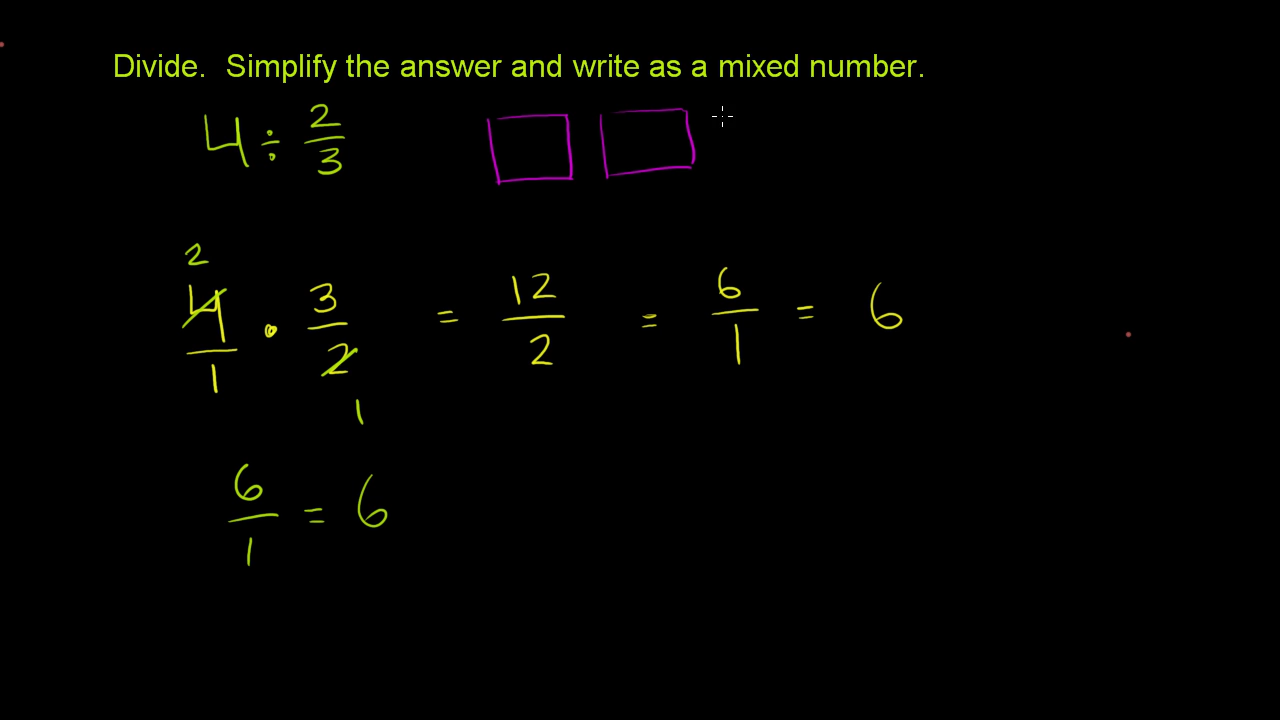 Divide. Simplify the answer and write as a mixed number.
4 ÷ 2/3
2
4/1 · 3/2 = 12/2 = 6/1 = 6
1
6/1 = 6